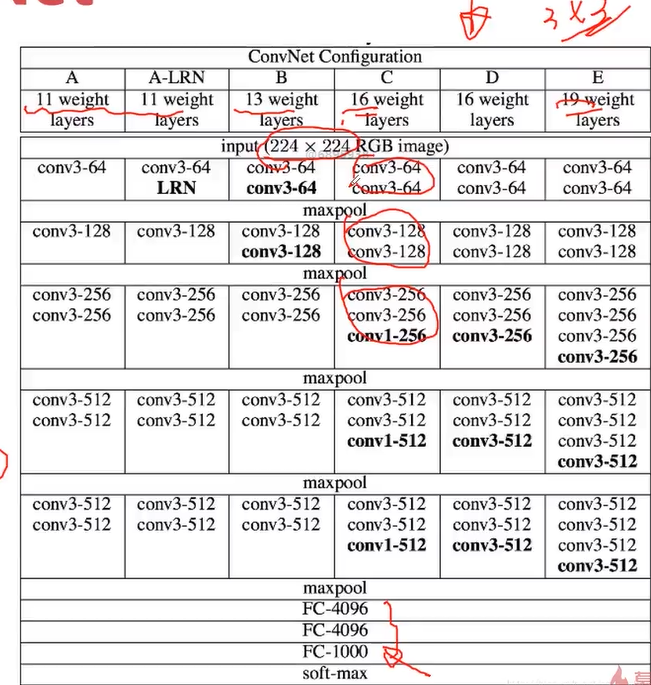 Net
3×3
ConvNet Configuration
A A-LRN B C D E
11 weight 11 weight 13 weight 16 weight 16 weight 19 weight
layers layers layers layers layers layers
input (224 × 224 RGB image)
conv3-64 conv3-64 conv3-64 conv3-64 conv3-64 conv3-64
LRN conv3-64 conv3-64 conv3-64 conv3-64
maxpool
conv3-128 conv3-128 conv3-128 conv3-128 conv3-128 conv3-128
conv3-128 conv3-128 conv3-128 conv3-128
maxpool
conv3-256 conv3-256 conv3-256 conv3-256 conv3-256 conv3-256
conv3-256 conv3-256 conv3-256 conv3-256 conv3-256 conv3-256
conv1-256 conv3-256 conv3-256
conv3-256
maxpool
conv3-512 conv3-512 conv3-512 conv3-512 conv3-512 conv3-512
conv3-512 conv3-512 conv3-512 conv3-512 conv3-512 conv3-512
conv1-512 conv3-512 conv3-512
conv3-512
maxpool
conv3-512 conv3-512 conv3-512 conv3-512 conv3-512 conv3-512
conv3-512 conv3-512 conv3-512 conv3-512 conv3-512 conv3-512
conv1-512 conv3-512 conv3-512
conv3-512
maxpool
FC-4096
FC-4096
FC-1000
soft-max